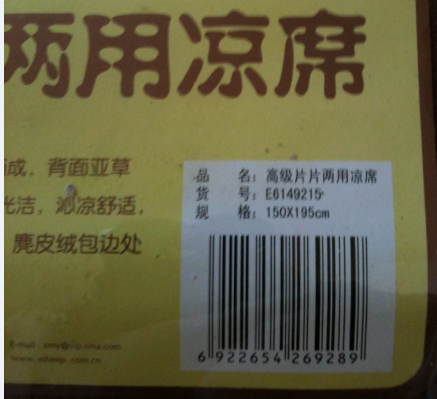 两用凉席
成，背面亚草
光洁，沁凉舒适，
麂皮绒包边处
品 名：高级片片两用凉席
货 号：E6149215
规 格：150X195cm
6 922654 269289